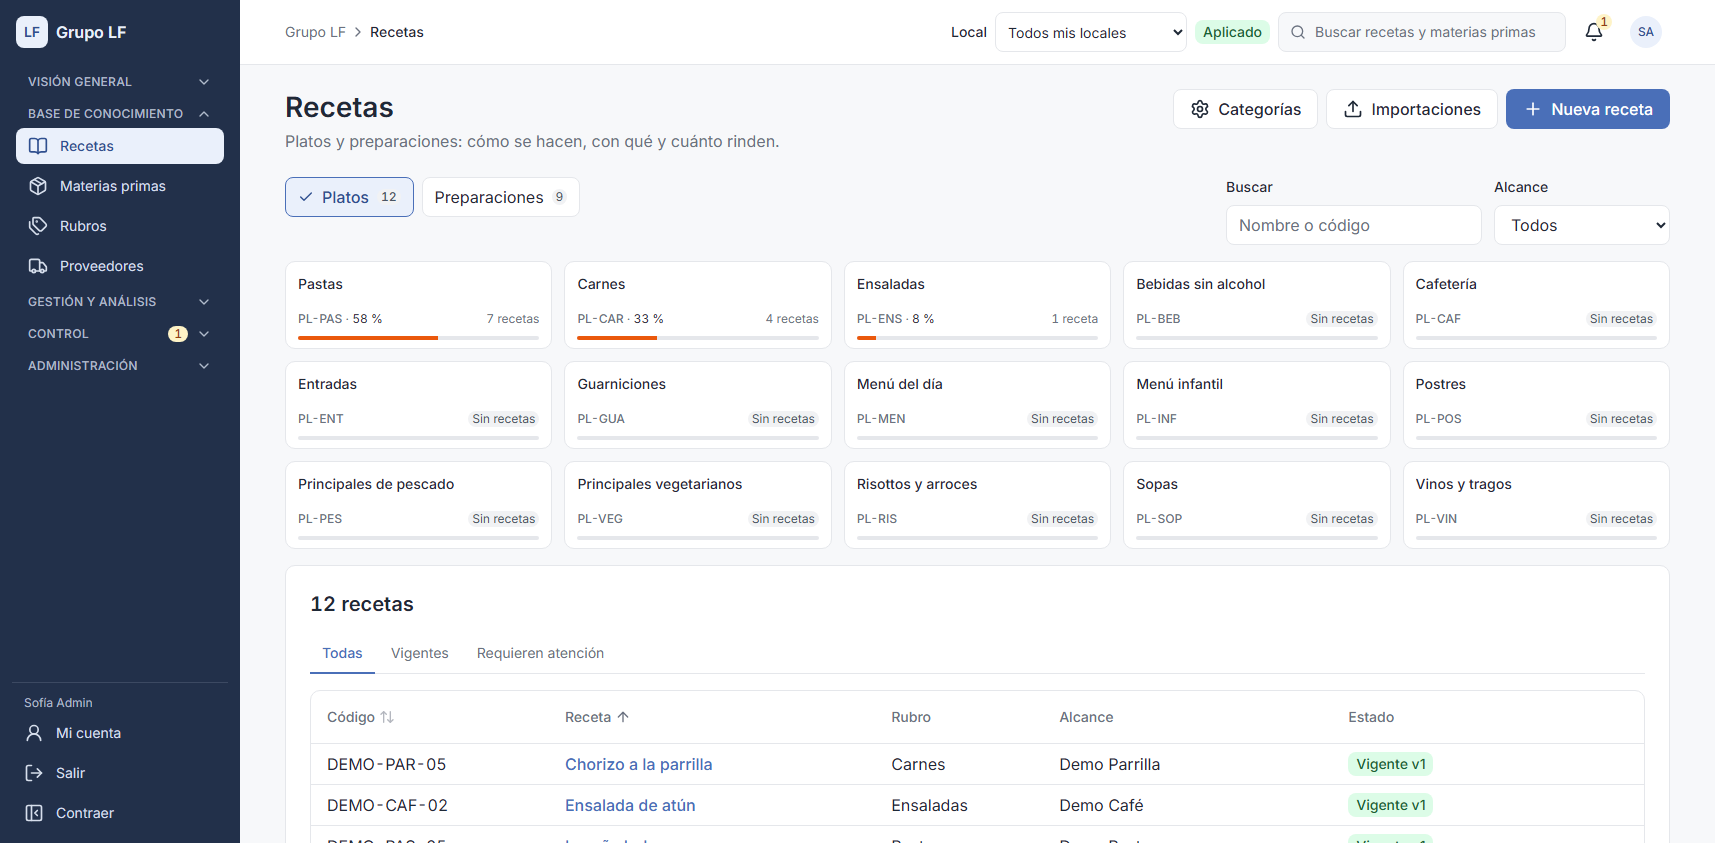 LF Grupo LF
VISIÓN GENERAL
BASE DE CONOCIMIENTO
Recetas
Materias primas
Rubros
Proveedores
GESTIÓN Y ANÁLISIS
CONTROL 1
ADMINISTRACIÓN
Sofía Admin
Mi cuenta
Salir
Contraer
Grupo LF > Recetas
Local Todos mis locales Aplicado Buscar recetas y materias primas 1 SA
Recetas
Platos y preparaciones: cómo se hacen, con qué y cuánto rinden.
Categorías Importaciones + Nueva receta
Platos 12 Preparaciones 9
Buscar Alcance
Nombre o código Todos
Pastas Carnes Ensaladas Bebidas sin alcohol Cafetería
PL-PAS · 58 % 7 recetas PL-CAR · 33 % 4 recetas PL-ENS · 8 % 1 receta PL-BEB Sin recetas PL-CAF Sin recetas
Entradas Guarniciones Menú del día Menú infantil Postres
PL-ENT Sin recetas PL-GUA Sin recetas PL-MEN Sin recetas PL-INF Sin recetas PL-POS Sin recetas
Principales de pescado Principales vegetarianos Risottos y arroces Sopas Vinos y tragos
PL-PES Sin recetas PL-VEG Sin recetas PL-RIS Sin recetas PL-SOP Sin recetas PL-VIN Sin recetas
12 recetas
Todas Vigentes Requieren atención
Código Receta Rubro Alcance Estado
DEMO-PAR-05 Chorizo a la parrilla Carnes Demo Parrilla Vigente v1
DEMO-CAF-02 Ensalada de atún Ensaladas Demo Café Vigente v1